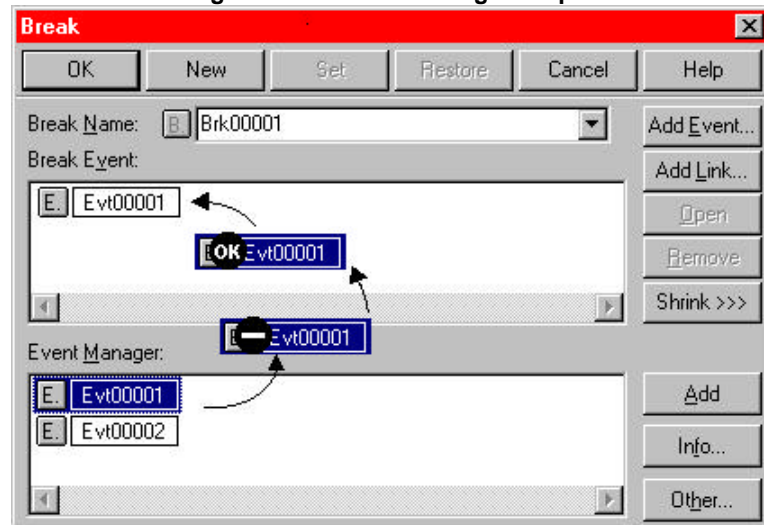 Break
OK New Set Restore Cancel Help
Break Name: B. Brk00001 Add Event...
Break Event: Add Link...
E. Evt00001 Open
OK Evt00001 Remove
Shrink >>>
Evt00001
Event Manager:
E. Evt00001 Add
E. Evt00002 Info...
Other...